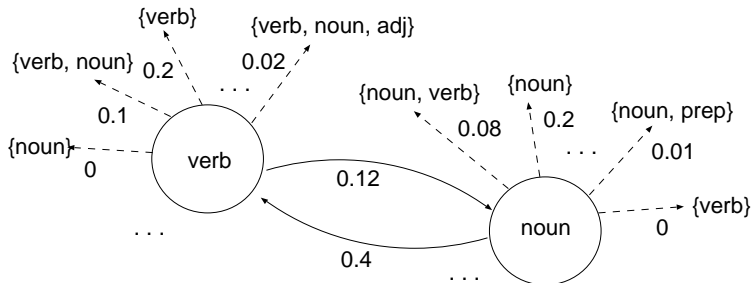 {verb}
{verb, noun, adj}
{verb, noun}
0.2
0.02
. . .
0.1
{noun}
0
verb
. . .
0.12
0.4
{noun, verb}
{noun}
{noun, prep}
0.08
0.2
0.01
. . .
{verb}
0
noun
. . .